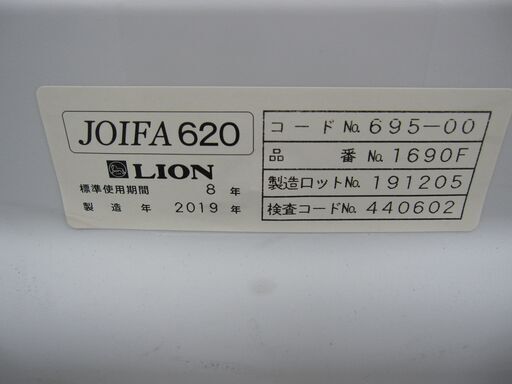 JOIFA 620
LION
標準使用期間 8 年
製造年 2019 年
コード No. 695-00
品番 No. 1690F
製造ロット No. 191205
検査コード No. 440602